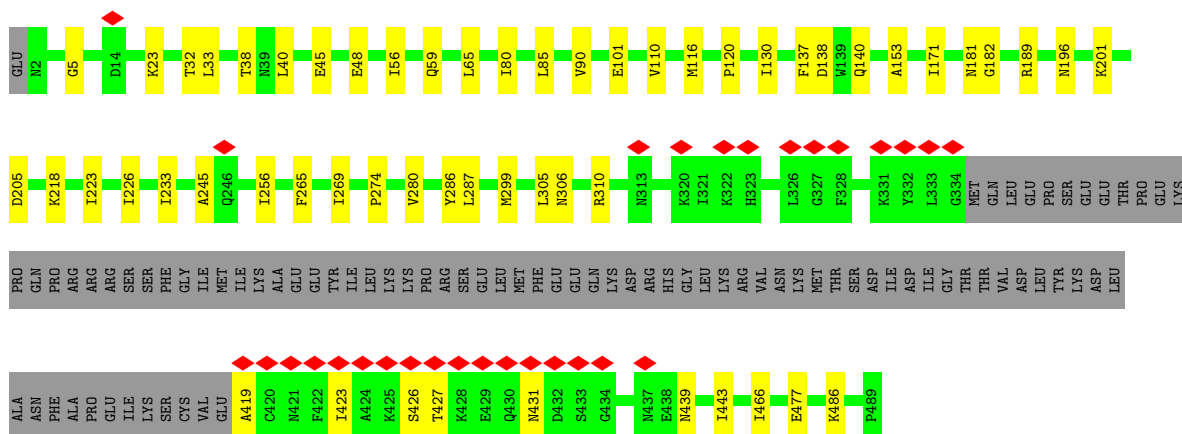 GLU N2 G5 D14 K23 T32 L33 T38 N39 L40 E45 E48 I56 Q59 L65 I80 L85 V90 E101 V110 M116 P120 I130 F137 D138 W139 Q140 A153 I171 N181 G182 R189 N196 K201
D205 K218 I223 I226 I233 A245 Q246 I256 F265 I269 P274 V280 Y286 L287 M299 L305 N306 R310 N313 K320 I321 K322 H323 L326 G327 F328 K331 Y332 L333 G334 MET GLN LEU GLU PRO SER GLU GLU THR PRO GLU LYS
PRO GLN PRO ARG ARG ARG SER SER PHE GLY ILE MET ILE LYS ALA GLU GLU TYR ILE LEU LYS LYS PRO ARG SER GLU LEU MET PHE GLU GLU GLN LYS ASP ARG HIS GLY LEU LYS ARG VAL ASN LYS MET THR SER ASP ILE ASP ILE GLY THR THR VAL ASP LEU TYR LYS ASP LEU
ALA ASN PHE ALA PRO GLU ILE LYS SER CYS VAL GLU A419 C420 N421 F422 I423 A424 K425 S426 T427 K428 E429 Q430 N431 D432 S433 G434 N437 E438 N439 I443 I466 E477 K486 P489